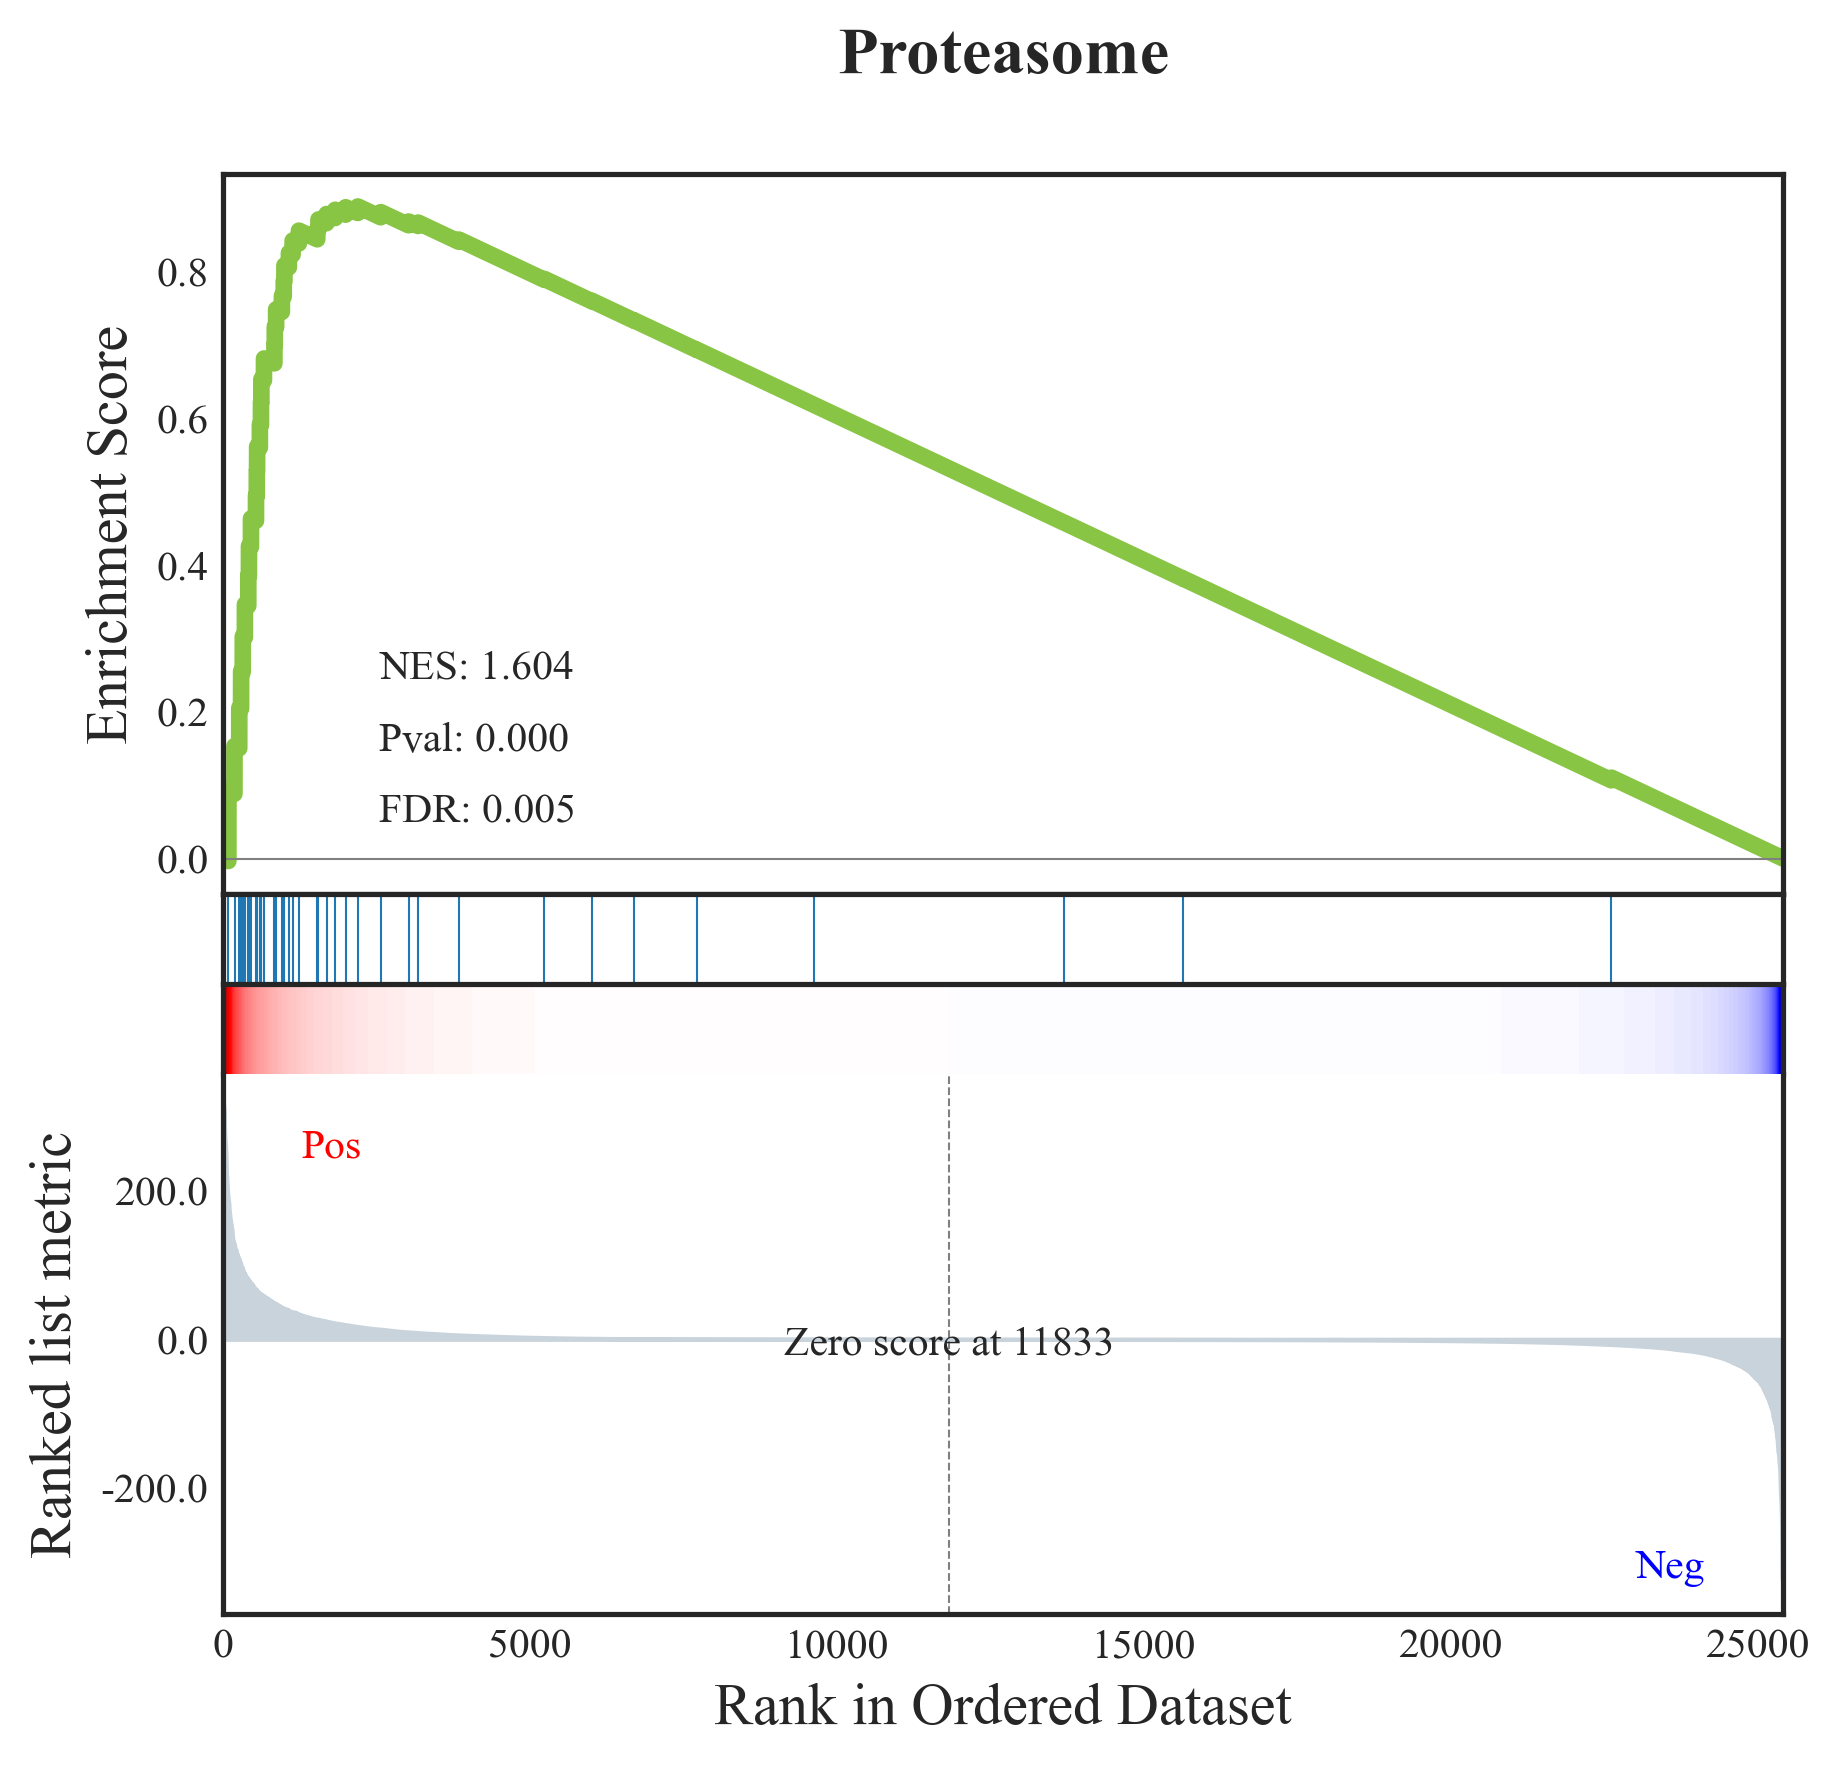 Proteasome
Enrichment Score
0.8
0.6
0.4
0.2
0.0
NES: 1.604
Pval: 0.000
FDR: 0.005
Ranked list metric
Pos
200.0
0.0
-200.0
Zero score at 11833
Neg
0 5000 10000 15000 20000 25000
Rank in Ordered Dataset